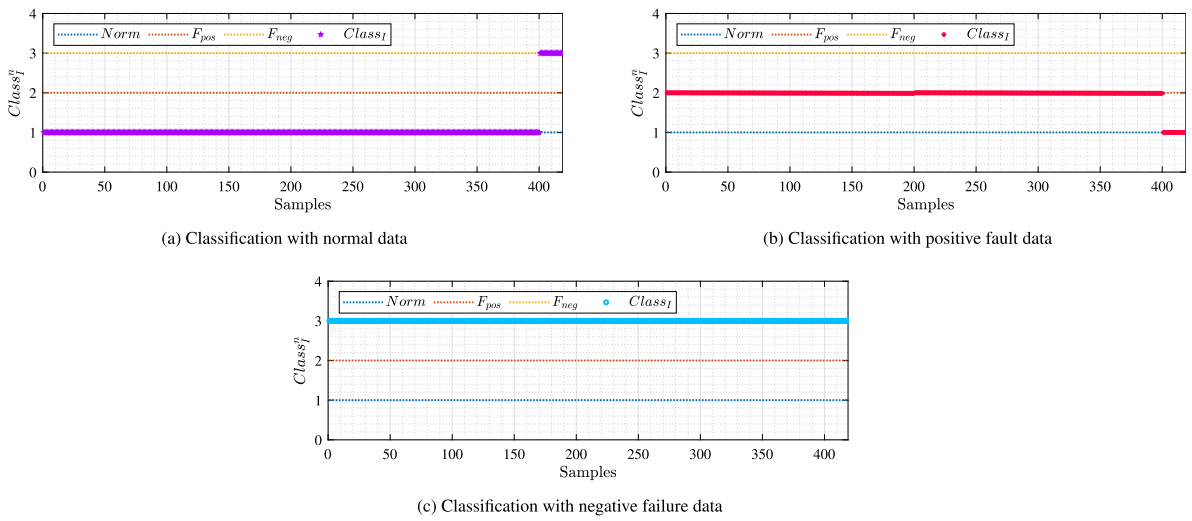 4
Norm F_pos F_neg Class_I
3
Class_I^n
2
1
0
0 50 100 150 200 250 300 350 400
Samples
(a) Classification with normal data
4
Norm F_pos F_neg Class_I
3
Class_I^n
2
1
0
0 50 100 150 200 250 300 350 400
Samples
(b) Classification with positive fault data
4
Norm F_pos F_neg Class_I
3
Class_I^n
2
1
0
0 50 100 150 200 250 300 350 400
Samples
(c) Classification with negative failure data